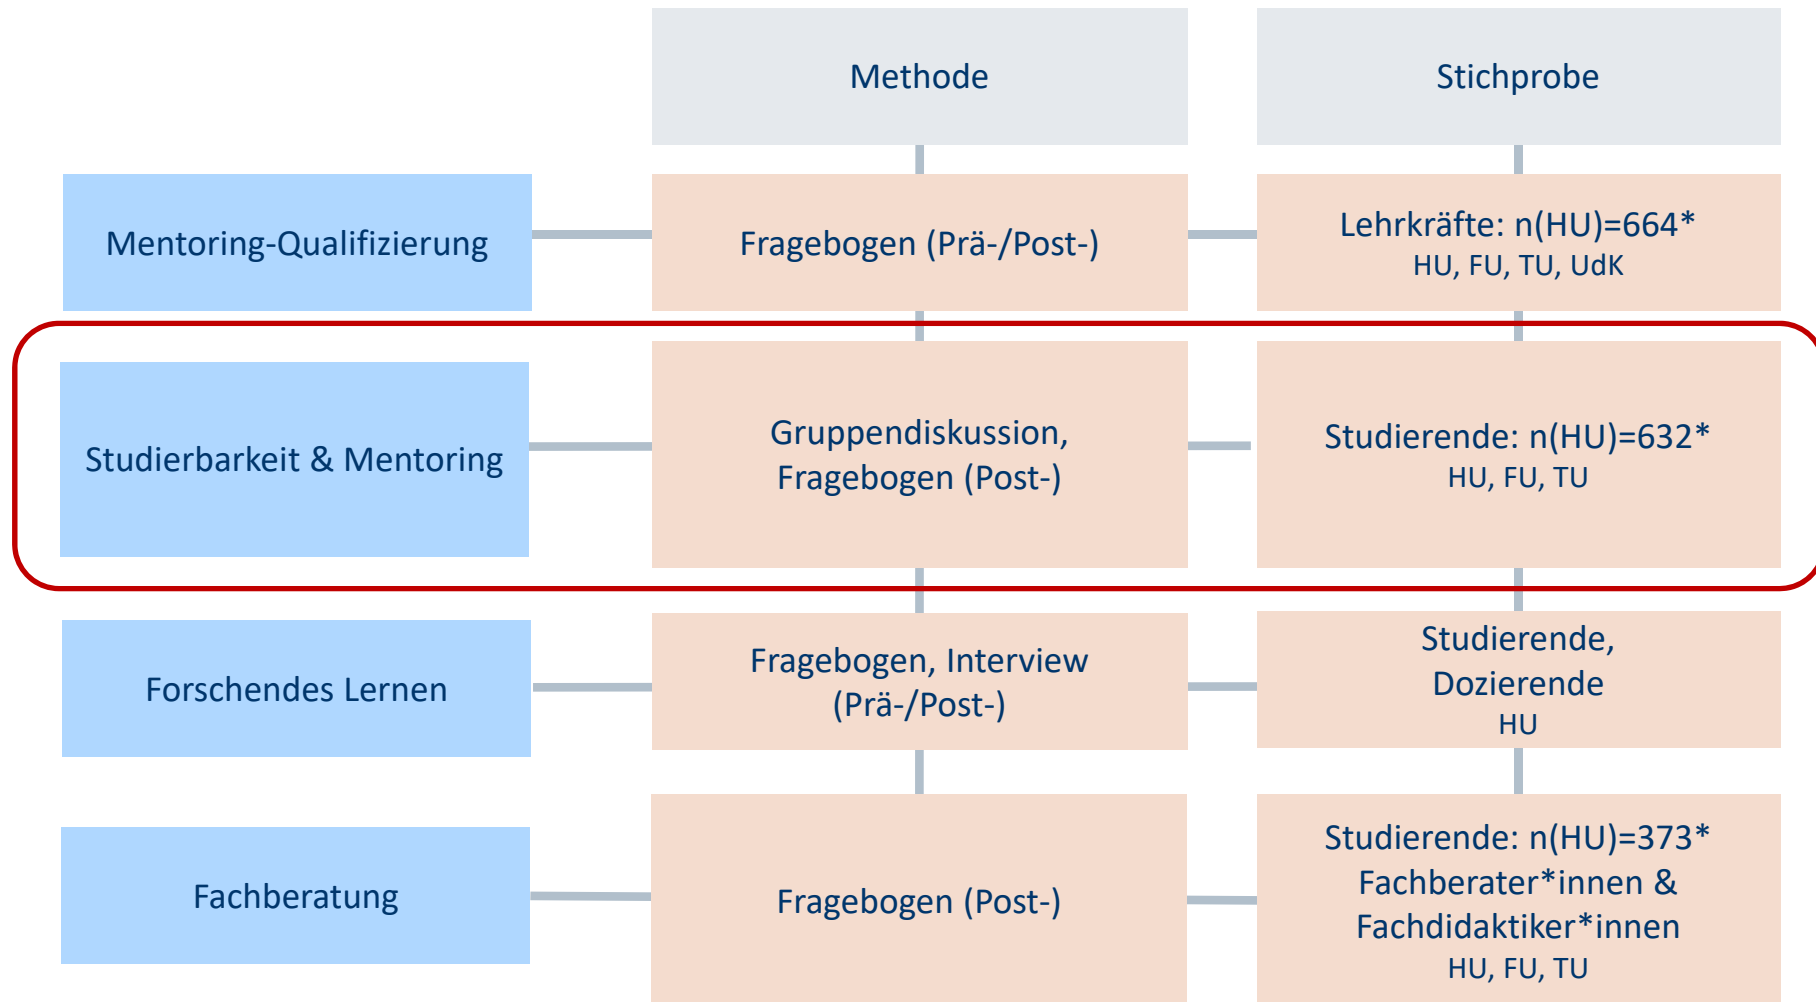 Methode
Stichprobe
Mentoring-Qualifizierung
Fragebogen (Prä-/Post-)
Lehrkräfte: n(HU)=664*
HU, FU, TU, UdK
Studierbarkeit & Mentoring
Gruppendiskussion,
Fragebogen (Post-)
Studierende: n(HU)=632*
HU, FU, TU
Forschendes Lernen
Fragebogen, Interview
(Prä-/Post-)
Studierende,
Dozierende
HU
Fachberatung
Fragebogen (Post-)
Studierende: n(HU)=373*
Fachberater*innen &
Fachdidaktiker*innen
HU, FU, TU